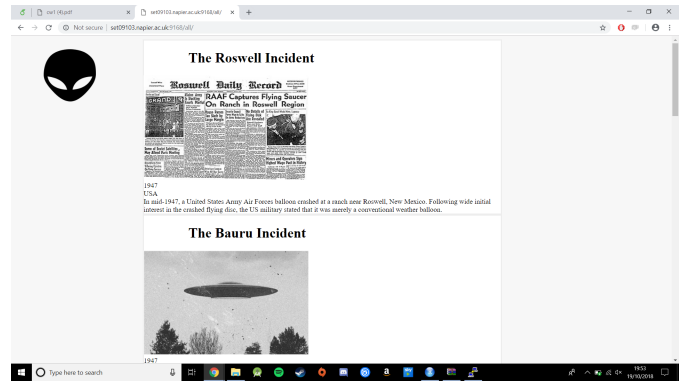 cw1 (4).pdf
set09103.napier.ac.uk:9168/all/
Not secure | set09103.napier.ac.uk:9168/all/
The Roswell Incident
Roswell Daily Record
RAAF Captures Flying Saucer
On Ranch in Roswell Region
1947
USA
In mid-1947, a United States Army Air Forces balloon crashed at a ranch near Roswell, New Mexico. Following wide initial
interest in the crashed flying disc, the US military stated that it was merely a conventional weather balloon.
The Bauru Incident
1947
Type here to search
19:53
19/10/2018